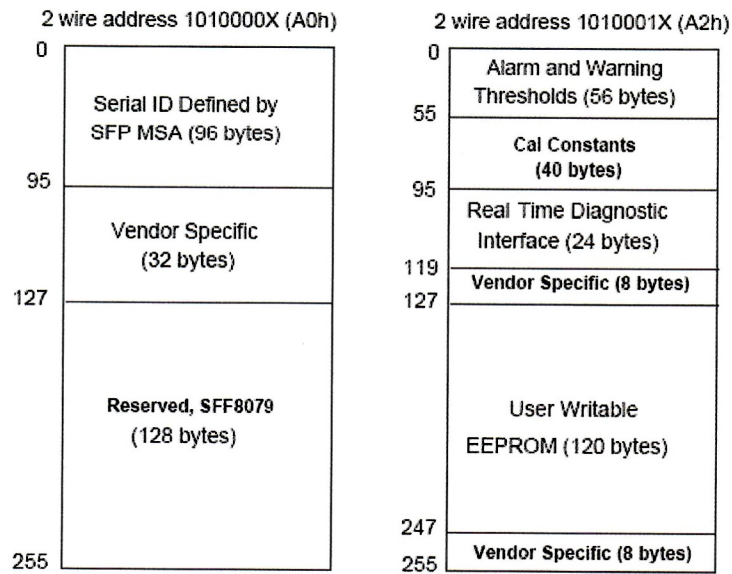 2 wire address 1010000X (A0h)
0
Serial ID Defined by
SFP MSA (96 bytes)
95
Vendor Specific
(32 bytes)
127
Reserved, SFF8079
(128 bytes)
255
2 wire address 1010001X (A2h)
0
Alarm and Warning
Thresholds (56 bytes)
55
Cal Constants
(40 bytes)
95
Real Time Diagnostic
Interface (24 bytes)
119
Vendor Specific (8 bytes)
127
User Writable
EEPROM (120 bytes)
247
Vendor Specific (8 bytes)
255